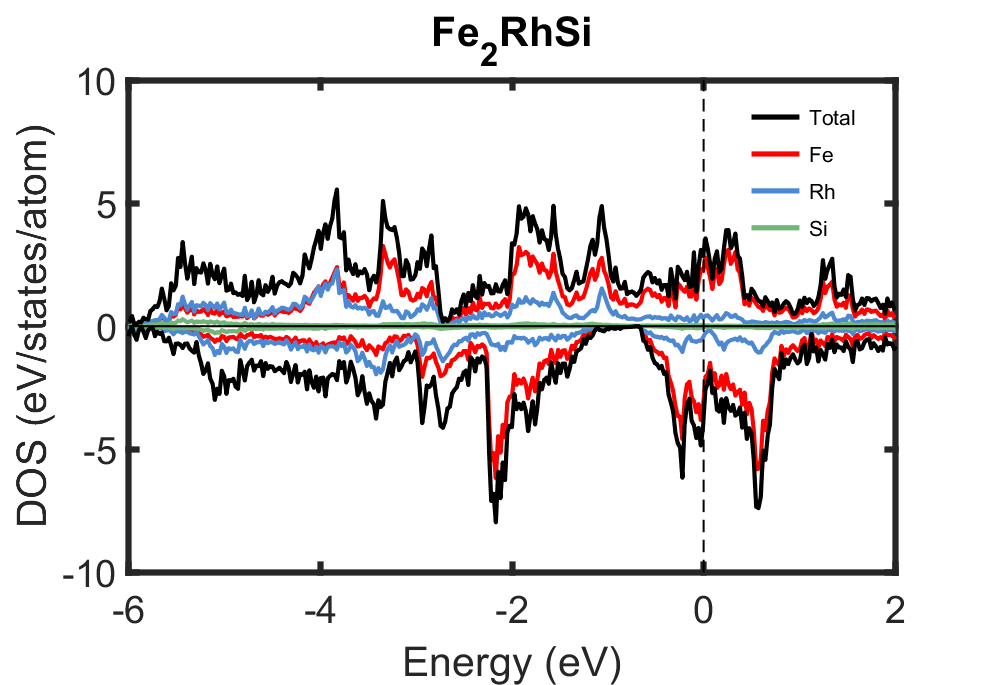 Fe2RhSi
10
5
0
-5
-10
DOS (eV/states/atom)
Total
Fe
Rh
Si
-6 -4 -2 0 2
Energy (eV)